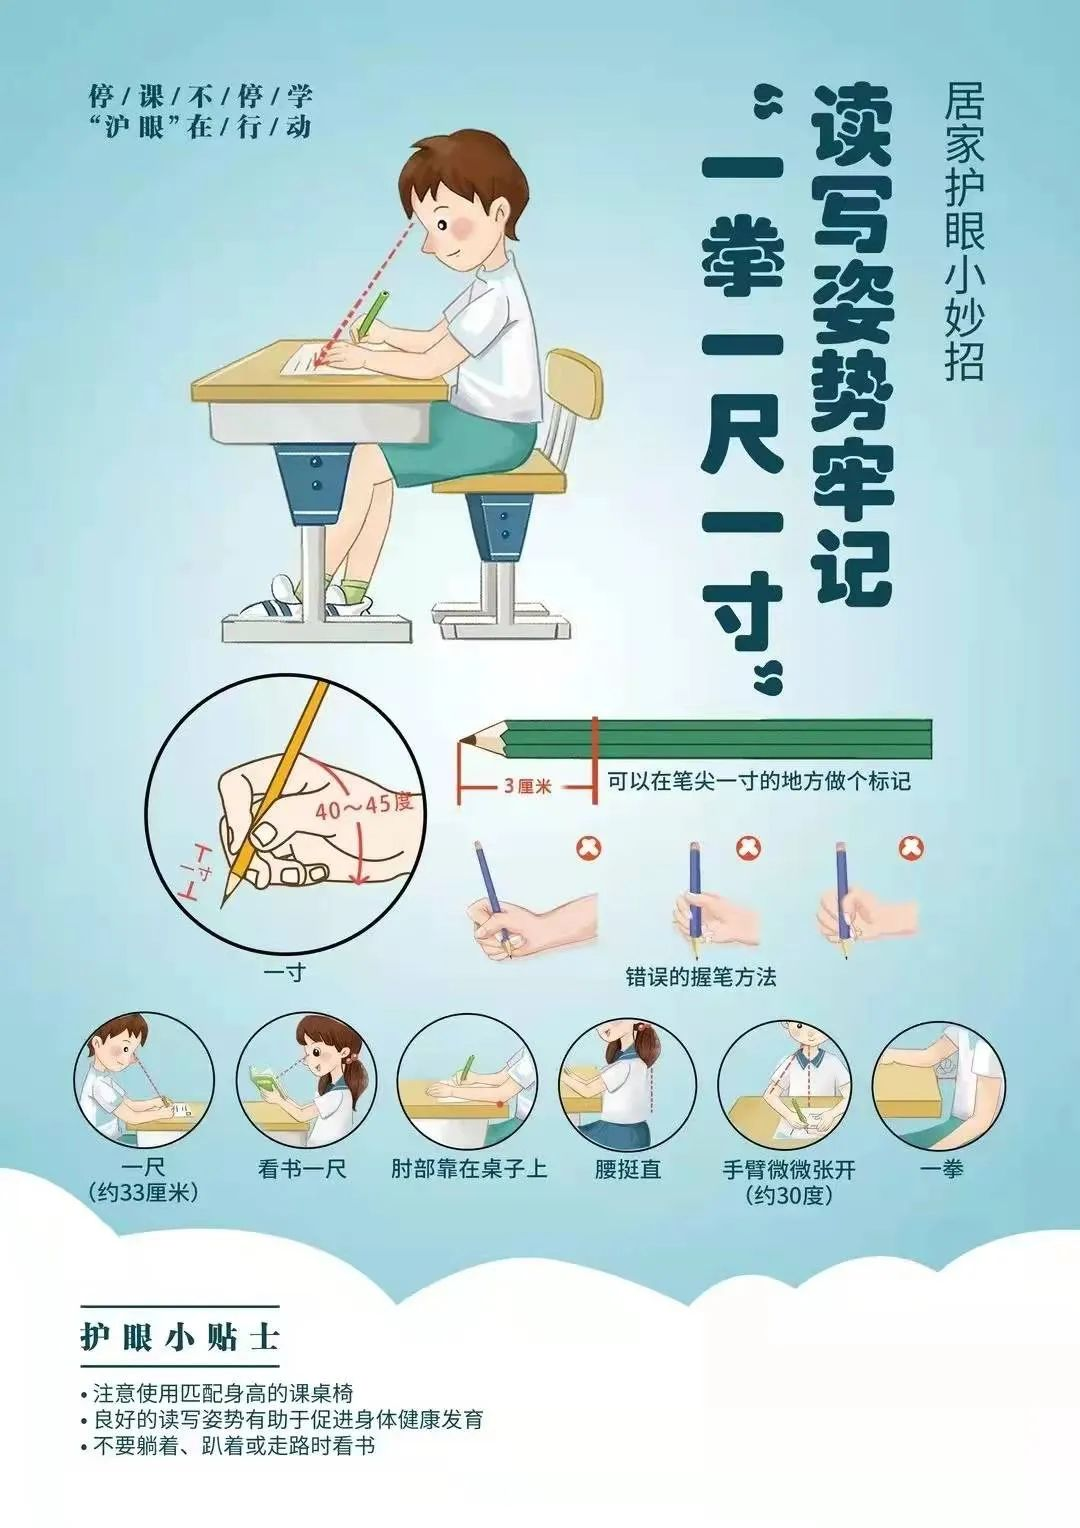 停/课/不/停/学
“沪眼”在/行/动
居家护眼小妙招
读写姿势牢记
“一拳一尺一寸”
40～45度
一寸
一寸
3厘米
可以在笔尖一寸的地方做个标记
错误的握笔方法
一尺
（约33厘米）
看书一尺
肘部靠在桌子上
腰挺直
手臂微微张开
（约30度）
一拳
护眼小贴士
• 注意使用匹配身高的课桌椅
• 良好的读写姿势有助于促进身体健康发育
• 不要躺着、趴着或走路时看书